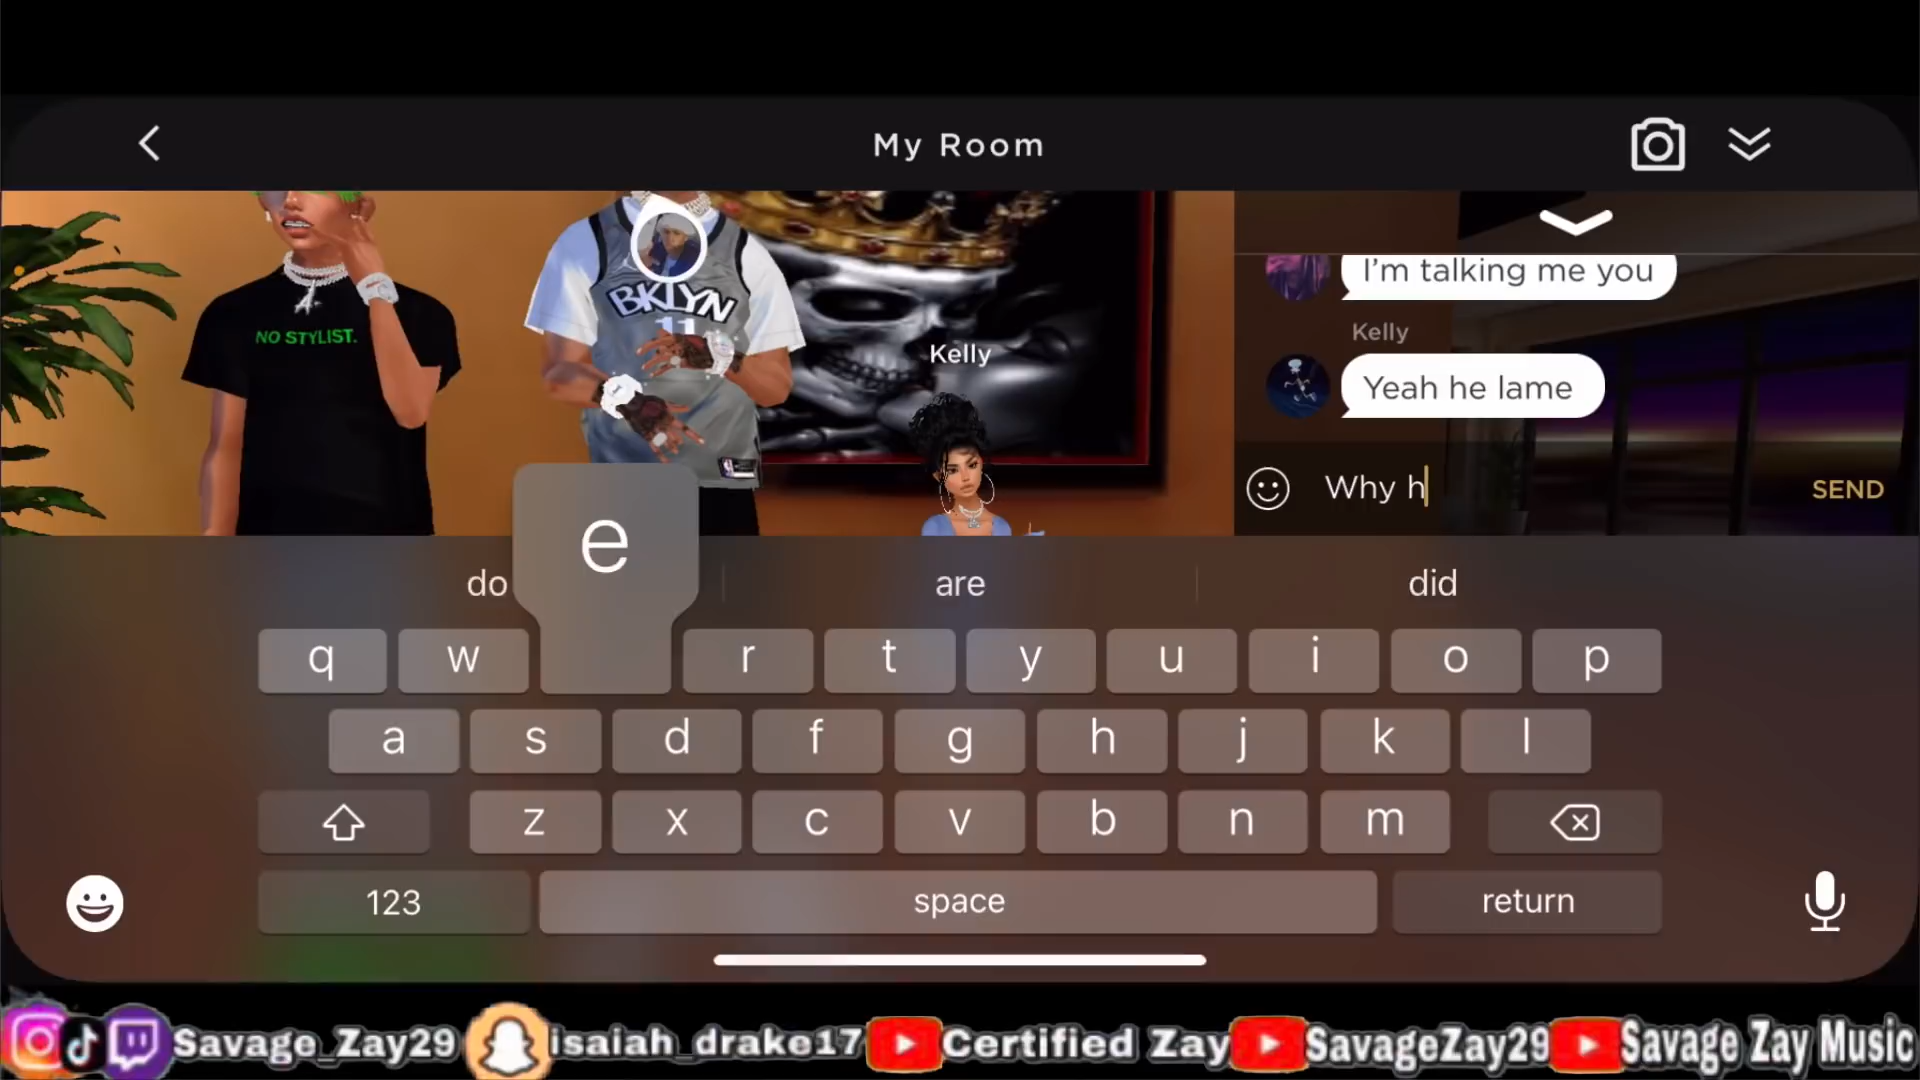 My Room
NO STYLIST.
BKLYN
11
Kelly
I'm talking me you
Kelly
Yeah he lame
Why h
SEND
e
do
are
did
q w r t y u i o p
a s d f g h j k l
z x c v b n m
123 space return
Savage_Zay29 isaiah_drake17 Certified Zay SavageZay29 Savage Zay Music